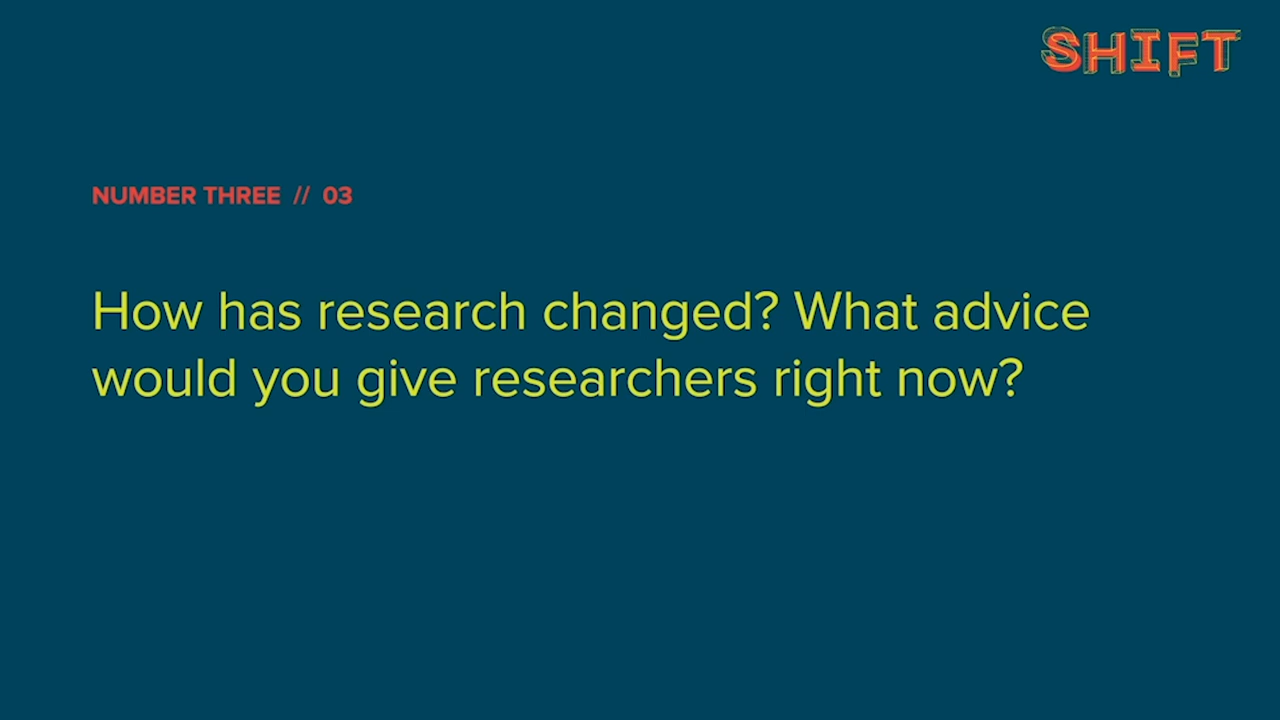 SHIFT
NUMBER THREE // 03
How has research changed? What advice
would you give researchers right now?